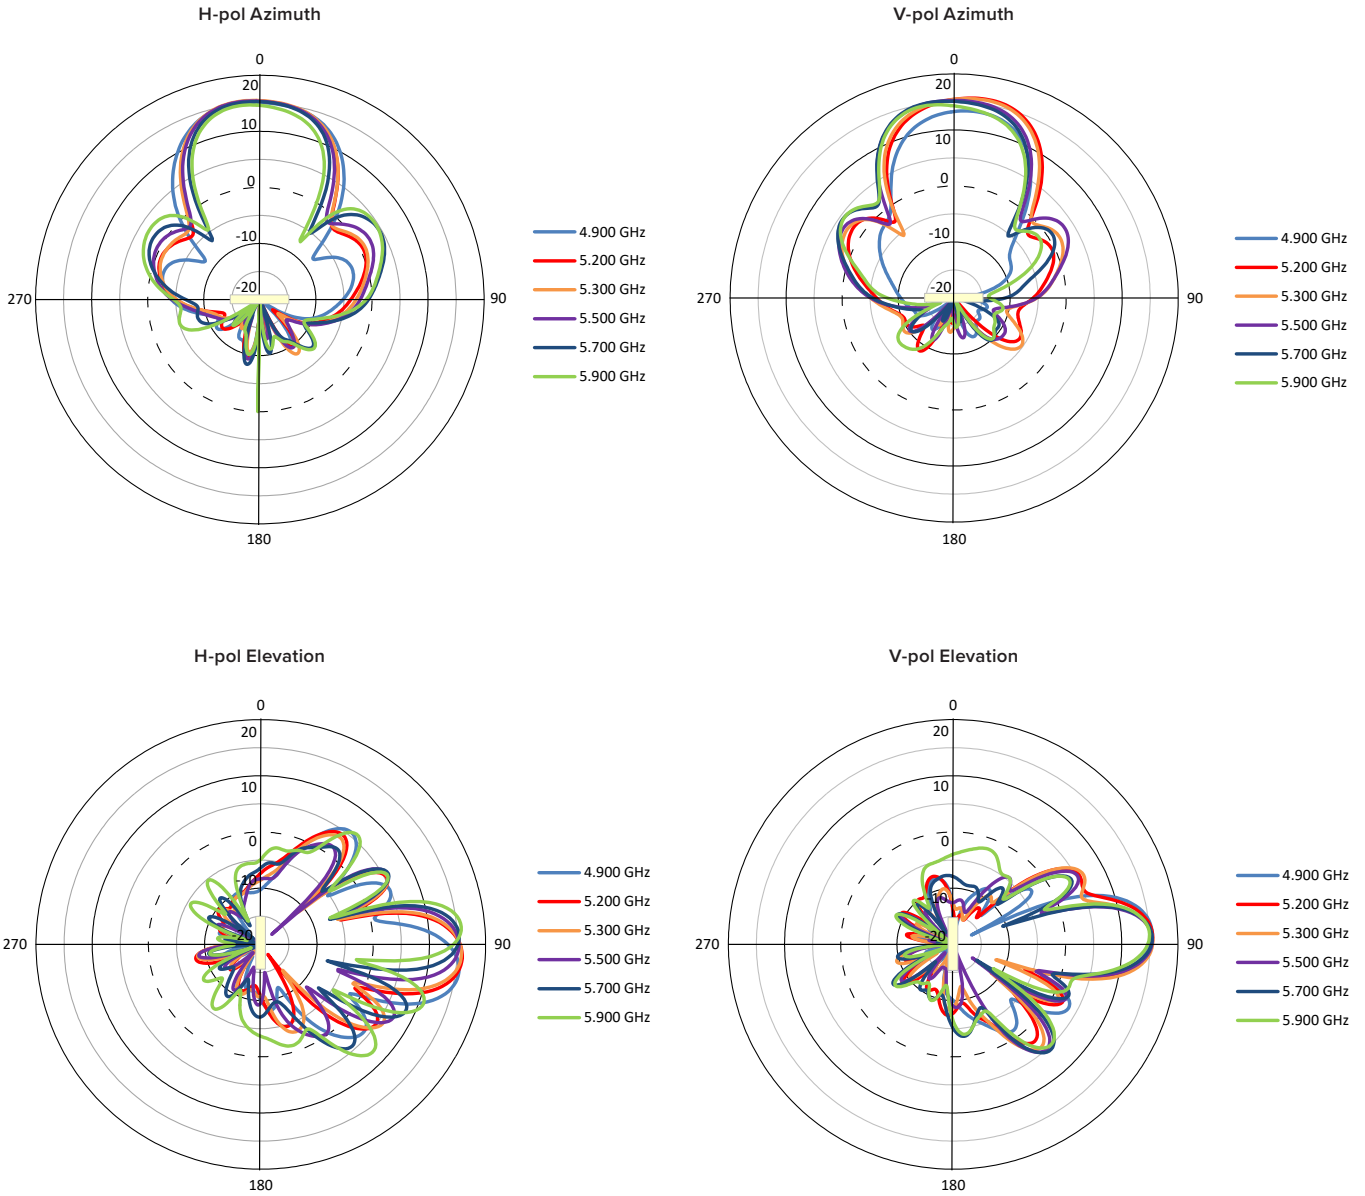 H-pol Azimuth
0
20
10
0
-10
-20
270
90
180
4.900 GHz
5.200 GHz
5.300 GHz
5.500 GHz
5.700 GHz
5.900 GHz
V-pol Azimuth
0
20
10
0
-10
-20
270
90
180
4.900 GHz
5.200 GHz
5.300 GHz
5.500 GHz
5.700 GHz
5.900 GHz
H-pol Elevation
0
20
10
0
-10
-20
270
90
180
4.900 GHz
5.200 GHz
5.300 GHz
5.500 GHz
5.700 GHz
5.900 GHz
V-pol Elevation
0
20
10
0
-10
-20
270
90
180
4.900 GHz
5.200 GHz
5.300 GHz
5.500 GHz
5.700 GHz
5.900 GHz